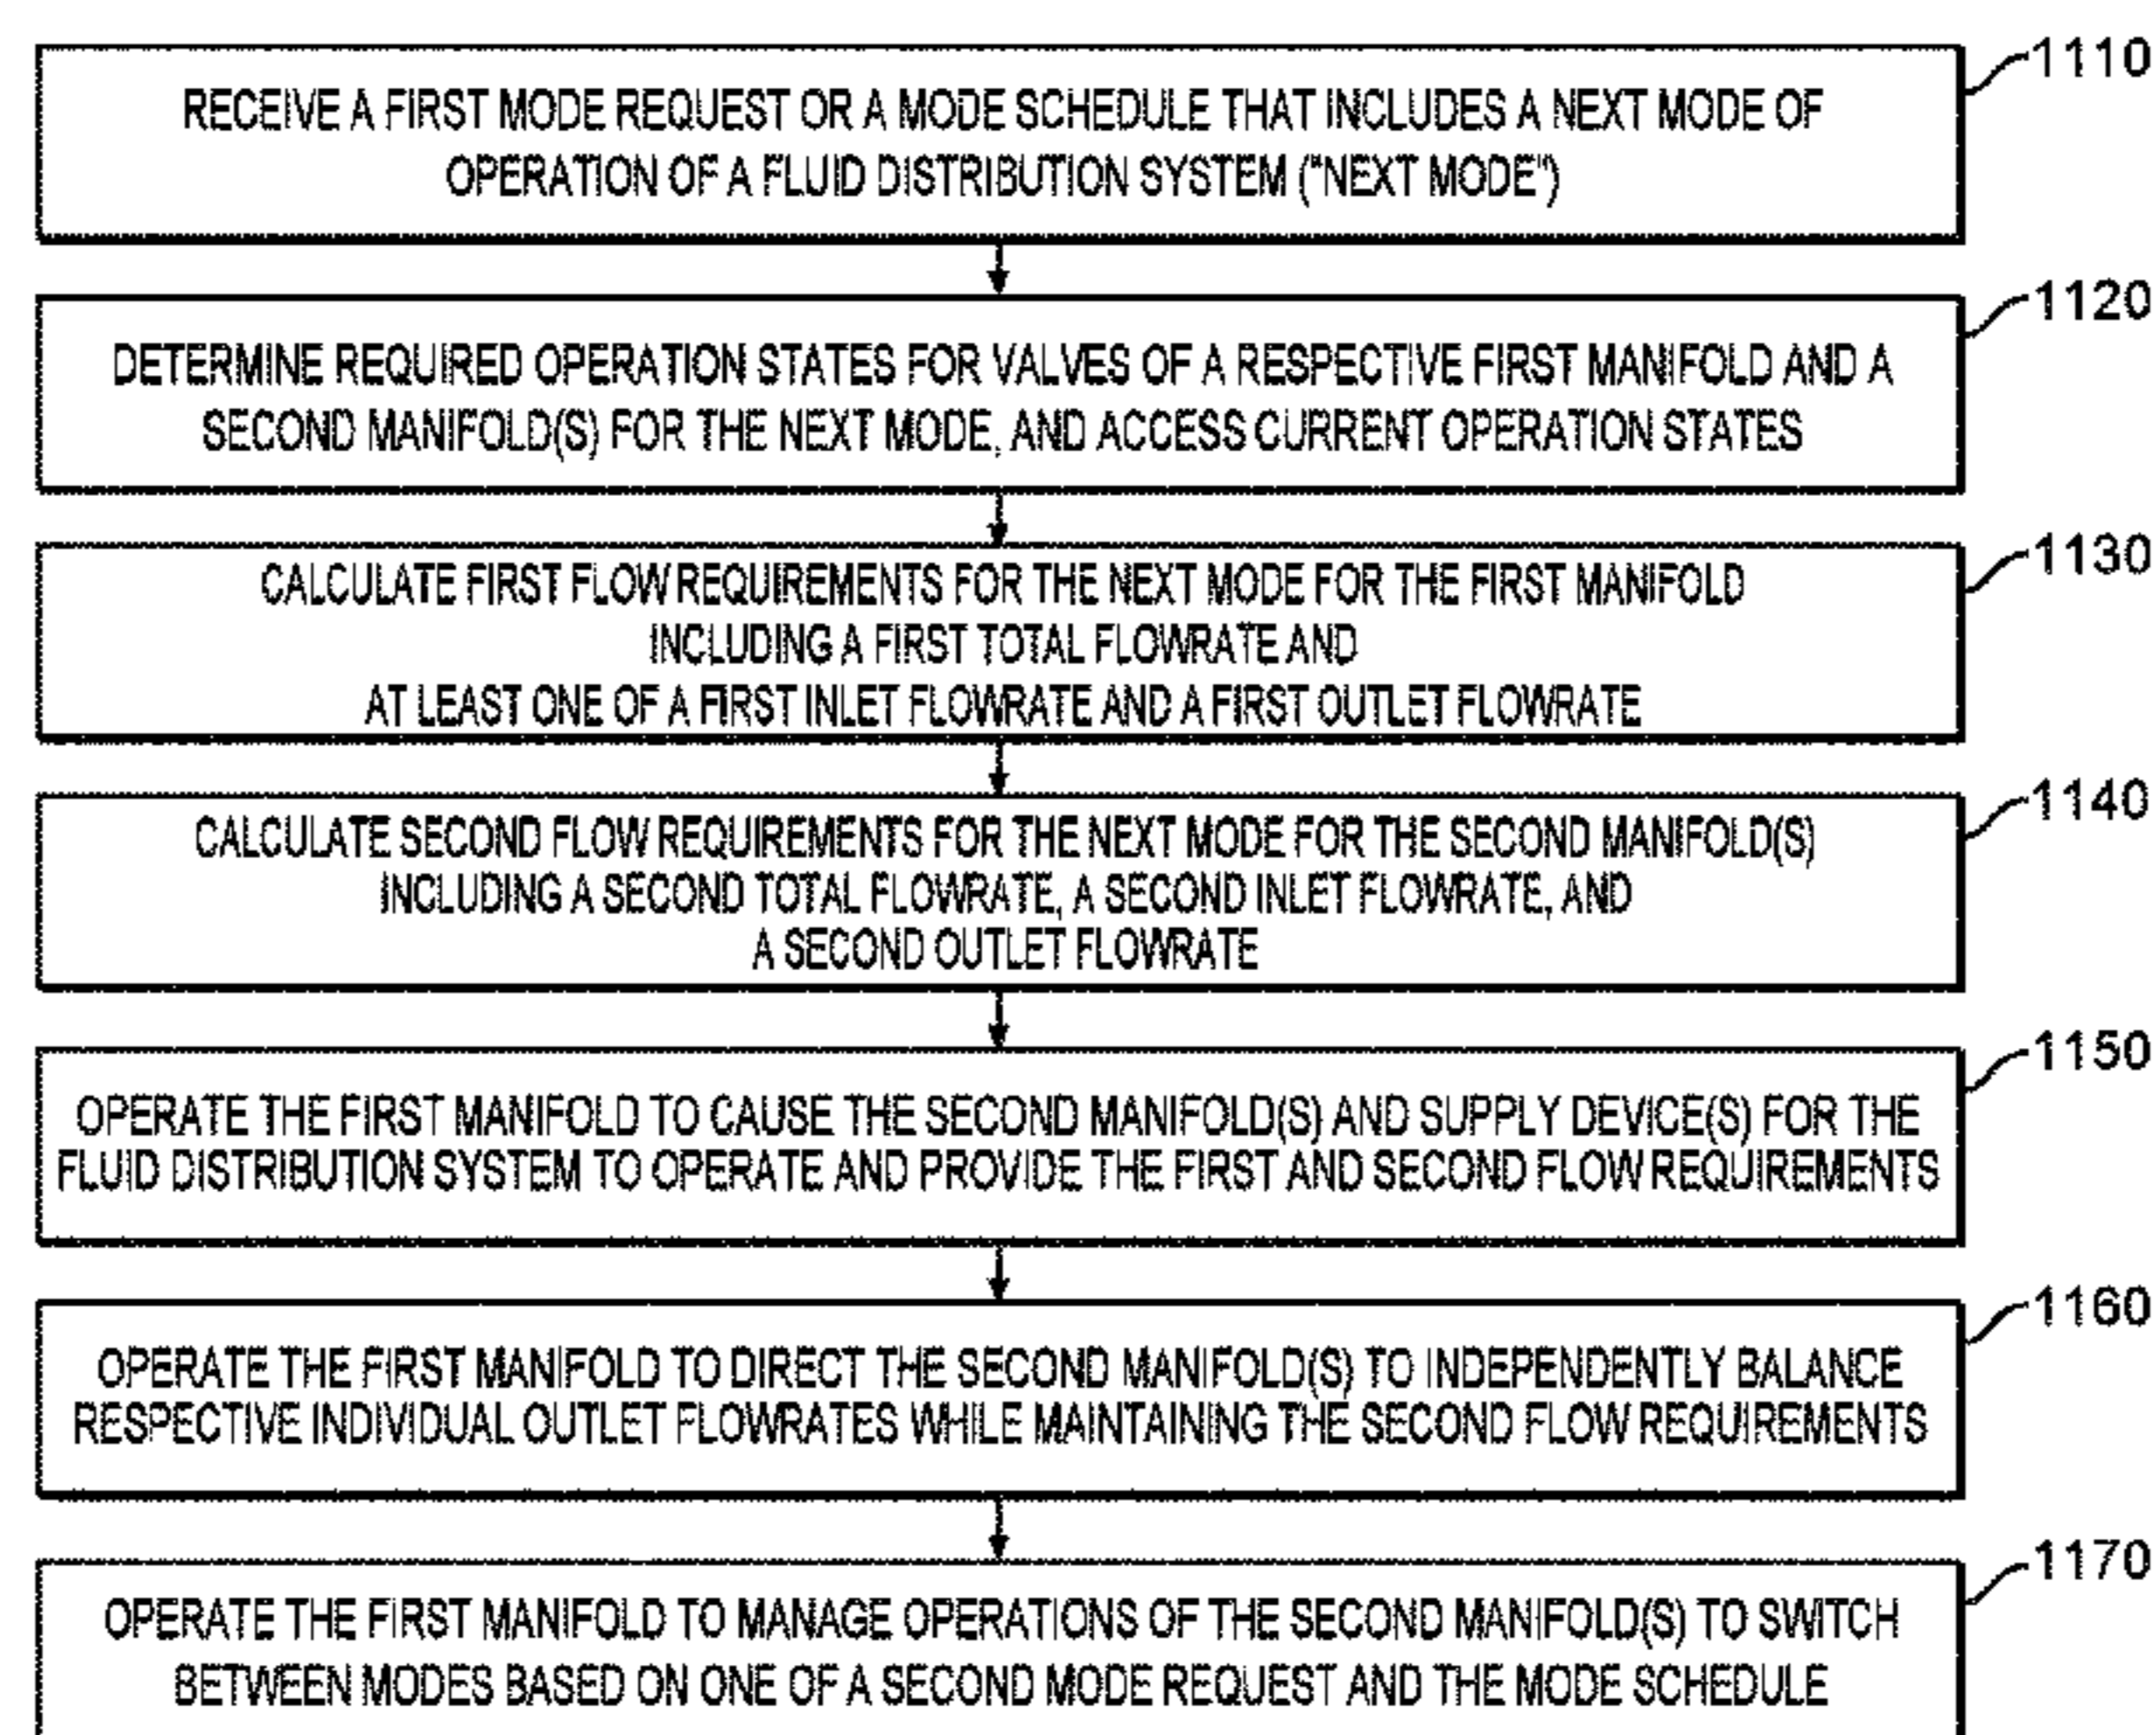 1110
RECEIVE A FIRST MODE REQUEST OR A MODE SCHEDULE THAT INCLUDES A NEXT MODE OF
OPERATION OF A FLUID DISTRIBUTION SYSTEM ("NEXT MODE")
1120
DETERMINE REQUIRED OPERATION STATES FOR VALVES OF A RESPECTIVE FIRST MANIFOLD AND A
SECOND MANIFOLD(S) FOR THE NEXT MODE, AND ACCESS CURRENT OPERATION STATES
1130
CALCULATE FIRST FLOW REQUIREMENTS FOR THE NEXT MODE FOR THE FIRST MANIFOLD
INCLUDING A FIRST TOTAL FLOWRATE AND
AT LEAST ONE OF A FIRST INLET FLOWRATE AND A FIRST OUTLET FLOWRATE
1140
CALCULATE SECOND FLOW REQUIREMENTS FOR THE NEXT MODE FOR THE SECOND MANIFOLD(S)
INCLUDING A SECOND TOTAL FLOWRATE, A SECOND INLET FLOWRATE, AND
A SECOND OUTLET FLOWRATE
1150
OPERATE THE FIRST MANIFOLD TO CAUSE THE SECOND MANIFOLD(S) AND SUPPLY DEVICE(S) FOR THE
FLUID DISTRIBUTION SYSTEM TO OPERATE AND PROVIDE THE FIRST AND SECOND FLOW REQUIREMENTS
1160
OPERATE THE FIRST MANIFOLD TO DIRECT THE SECOND MANIFOLD(S) TO INDEPENDENTLY BALANCE
RESPECTIVE INDIVIDUAL OUTLET FLOWRATES WHILE MAINTAINING THE SECOND FLOW REQUIREMENTS
1170
OPERATE THE FIRST MANIFOLD TO MANAGE OPERATIONS OF THE SECOND MANIFOLD(S) TO SWITCH
BETWEEN MODES BASED ON ONE OF A SECOND MODE REQUEST AND THE MODE SCHEDULE